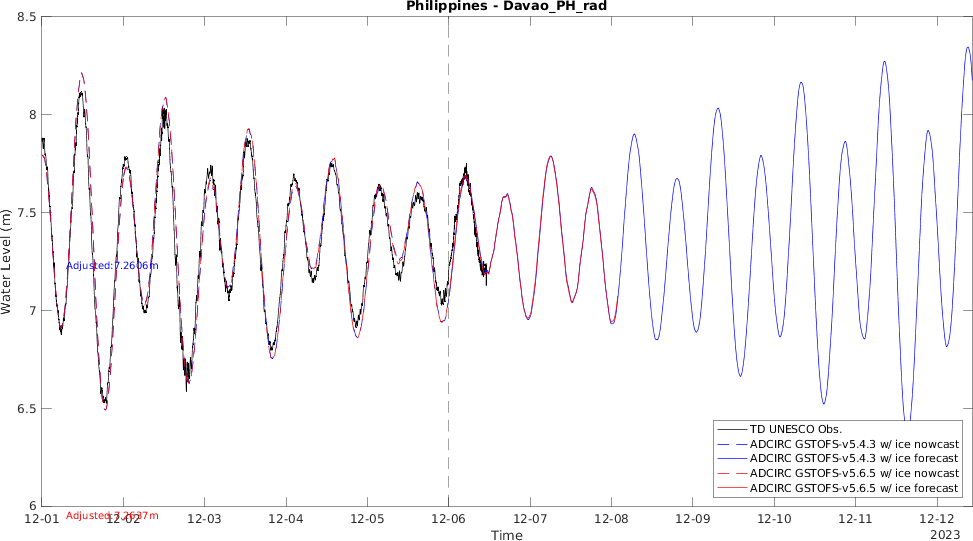 Philippines - Davao_PH_rad
8.5
8
7.5
7
6.5
6
Water Level (m)
Adjusted:7.2606m
Adjusted:7.2637m
TD UNESCO Obs.
ADCIRC GSTOFS-v5.4.3 w/ ice nowcast
ADCIRC GSTOFS-v5.4.3 w/ ice forecast
ADCIRC GSTOFS-v5.6.5 w/ ice nowcast
ADCIRC GSTOFS-v5.6.5 w/ ice forecast
12-01 12-02 12-03 12-04 12-05 12-06 12-07 12-08 12-09 12-10 12-11 12-12
2023
Time